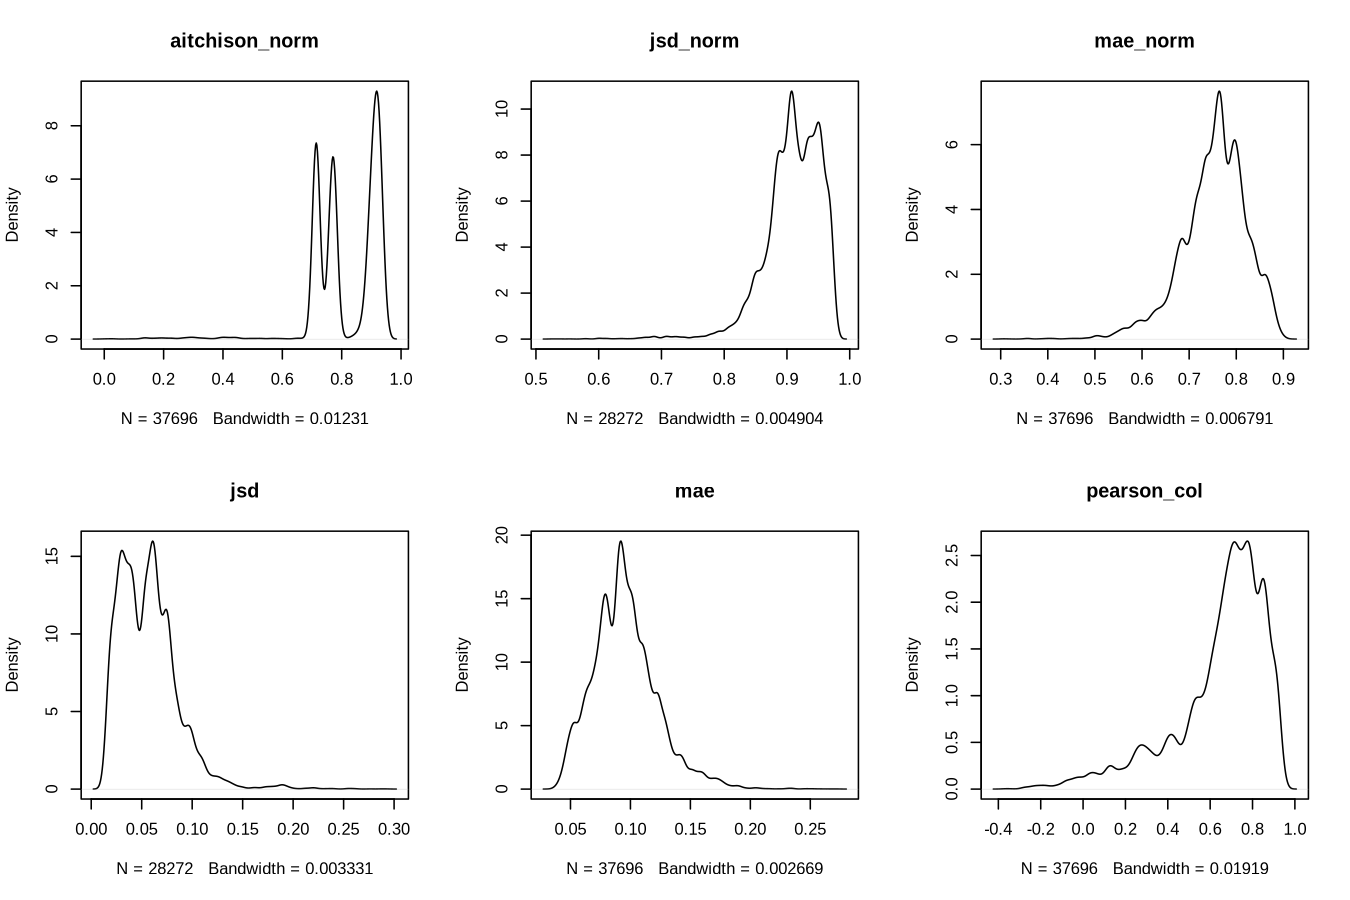 aitchison_norm
Density
0
2
4
6
8
0.0 0.2 0.4 0.6 0.8 1.0
N = 37696 Bandwidth = 0.01231
jsd_norm
Density
0
2
4
6
8
10
0.5 0.6 0.7 0.8 0.9 1.0
N = 28272 Bandwidth = 0.004904
mae_norm
Density
0
2
4
6
0.3 0.4 0.5 0.6 0.7 0.8 0.9
N = 37696 Bandwidth = 0.006791
jsd
Density
0
5
10
15
0.00 0.05 0.10 0.15 0.20 0.25 0.30
N = 28272 Bandwidth = 0.003331
mae
Density
0
5
10
15
20
0.05 0.10 0.15 0.20 0.25
N = 37696 Bandwidth = 0.002669
pearson_col
Density
0.0
0.5
1.0
1.5
2.0
2.5
-0.4 -0.2 0.0 0.2 0.4 0.6 0.8 1.0
N = 37696 Bandwidth = 0.01919